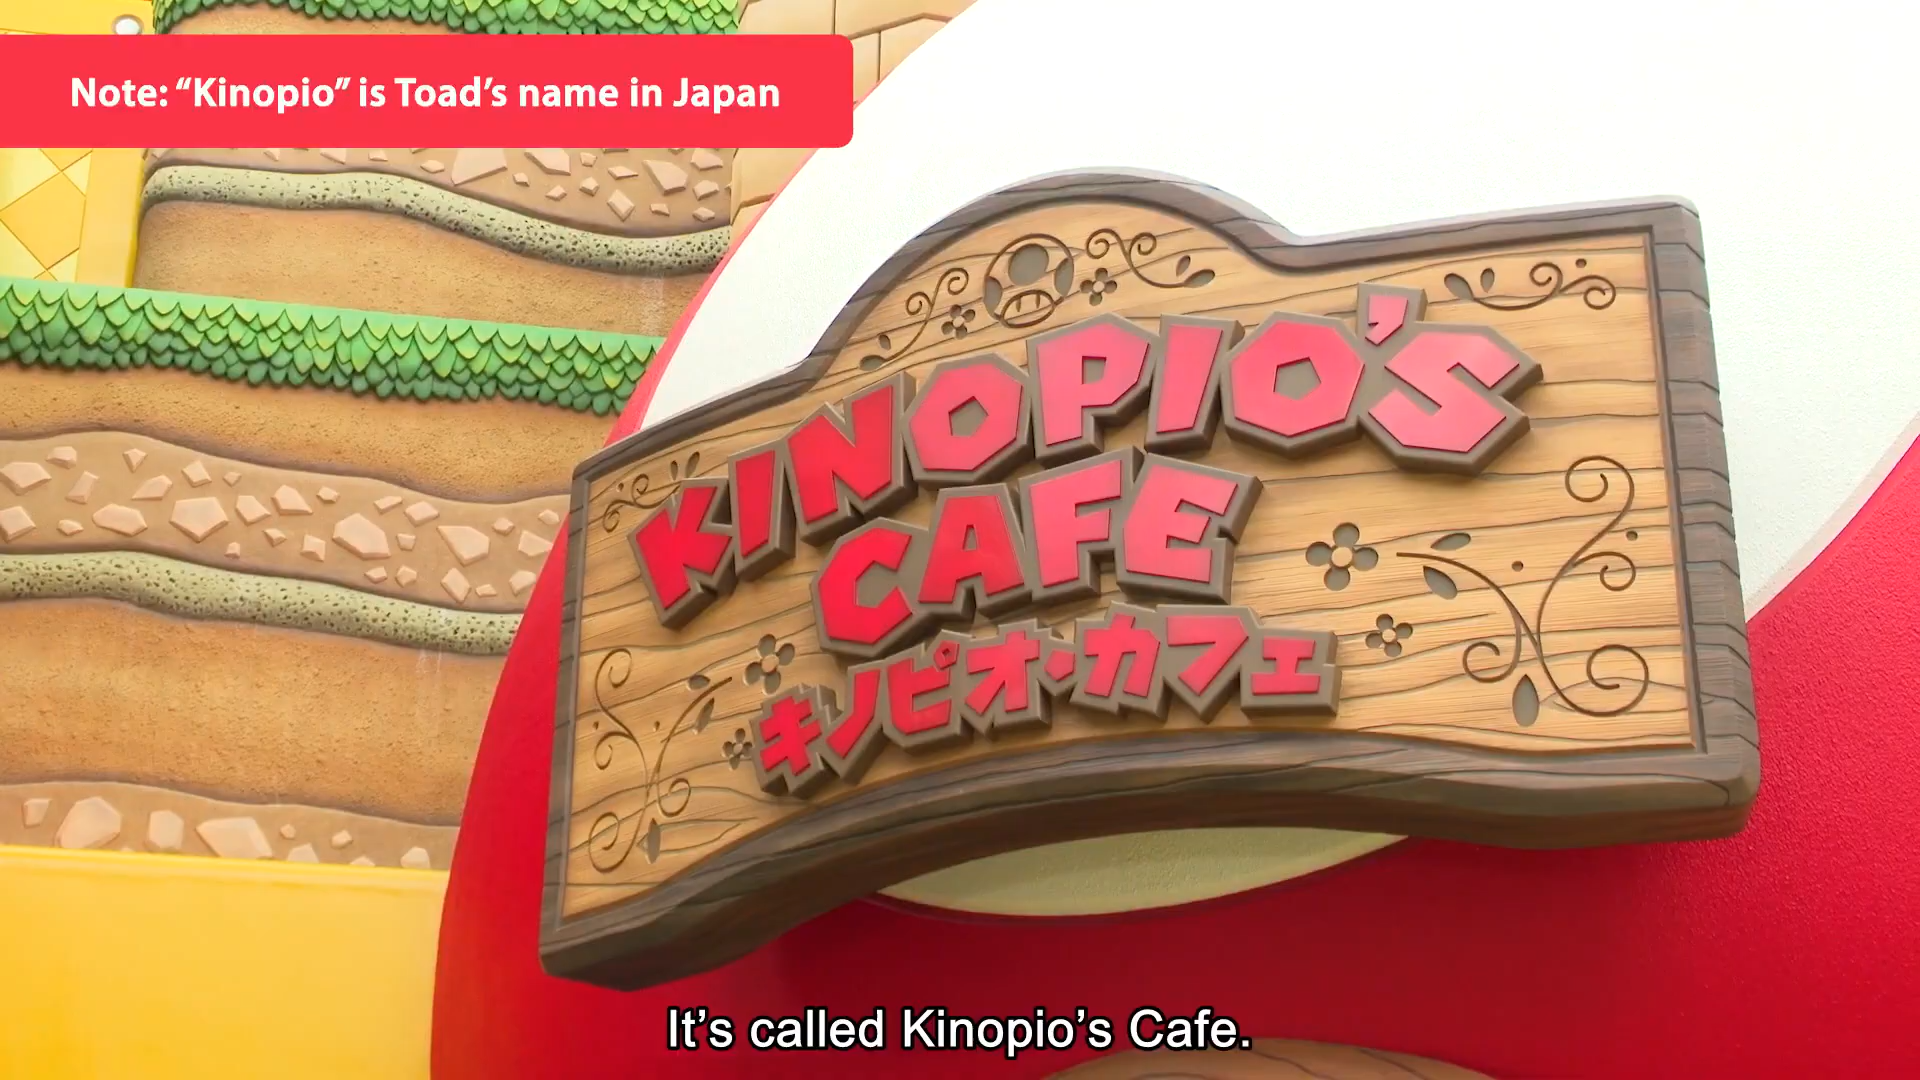 Note: “Kinopio” is Toad’s name in Japan
KINOPIO’S
CAFE
キノピオ・カフェ
It’s called Kinopio’s Cafe.